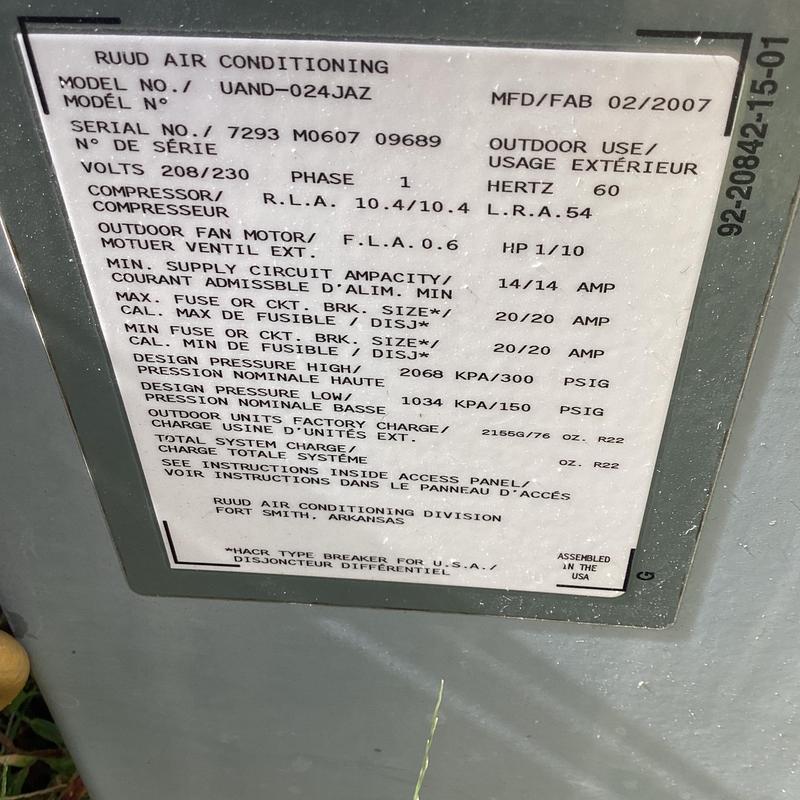 RUUD AIR CONDITIONING
MODEL NO./ UAND-024JAZ
MODÉL N°
MFD/FAB 02/2007
SERIAL NO./ 7293 M0607 09689
N° DE SÉRIE
OUTDOOR USE/
USAGE EXTÉRIEUR
VOLTS 208/230 PHASE 1 HERTZ 60
COMPRESSOR/ R.L.A. 10.4/10.4 L.R.A. 54
COMPRESSEUR
OUTDOOR FAN MOTOR/ F.L.A. 0.6 HP 1/10
MOTUER VENTIL EXT.
MIN. SUPPLY CIRCUIT AMPACITY/ 14/14 AMP
COURANT ADMISSBLE D'ALIM. MIN
MAX. FUSE OR CKT. BRK. SIZE*/ 20/20 AMP
CAL. MAX DE FUSIBLE / DISJ*
MIN FUSE OR CKT. BRK. SIZE*/ 20/20 AMP
CAL. MIN DE FUSIBLE / DISJ*
DESIGN PRESSURE HIGH/ 2068 KPA/300 PSIG
PRESSION NOMINALE HAUTE
DESIGN PRESSURE LOW/ 1034 KPA/150 PSIG
PRESSION NOMINALE BASSE
OUTDOOR UNITS FACTORY CHARGE/ 2155G/76 OZ. R22
CHARGE USINE D'UNITÉS EXT.
TOTAL SYSTEM CHARGE/ OZ. R22
CHARGE TOTALE SYSTÉME
SEE INSTRUCTIONS INSIDE ACCESS PANEL/
VOIR INSTRUCTIONS DANS LE PANNEAU D'ACCÉS
RUUD AIR CONDITIONING DIVISION
FORT SMITH, ARKANSAS
*HACR TYPE BREAKER FOR U.S.A./
DISJONCTEUR DIFFÉRENTIEL
ASSEMBLED
IN THE
USA
G
92-20842-15-01